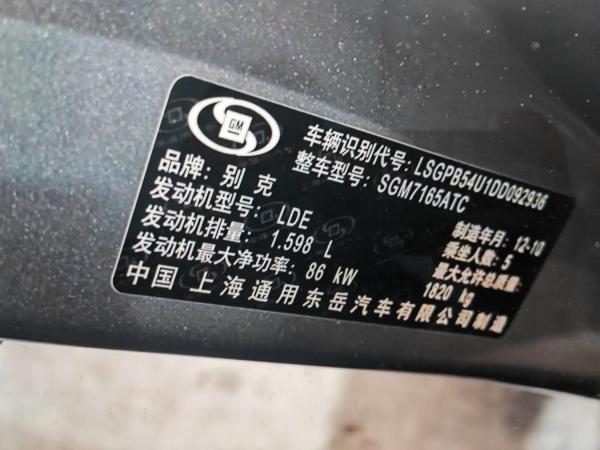 GM
车辆识别代号: LSGPB54U1DD092936
整车型号: SGM7165ATC
品牌: 别克
发动机型号: LDE
制造年月: 12-10
发动机排量: 1.598 L
乘坐人数: 5
发动机最大净功率: 86 kW
最大允许总质量:
1820 kg
中国 上海通用东岳汽车有限公司制造